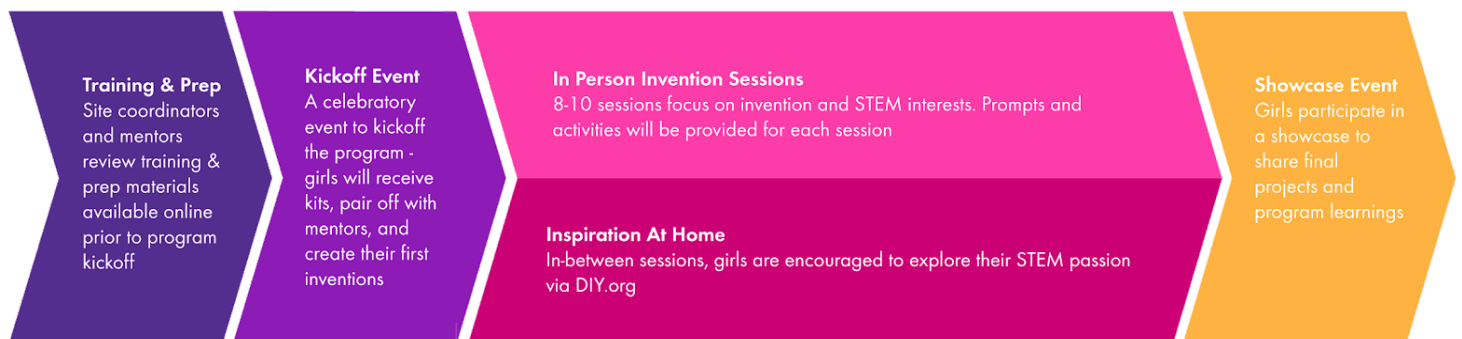 Training & Prep
Site coordinators
and mentors
review training &
prep materials
available online
prior to program
kickoff
Kickoff Event
A celebratory
event to kickoff
the program -
girls will receive
kits, pair off with
mentors, and
create their first
inventions
In Person Invention Sessions
8-10 sessions focus on invention and STEM interests. Prompts and
activities will be provided for each session
Inspiration At Home
In-between sessions, girls are encouraged to explore their STEM passion
via DIY.org
Showcase Event
Girls participate in
a showcase to
share final
projects and
program learnings